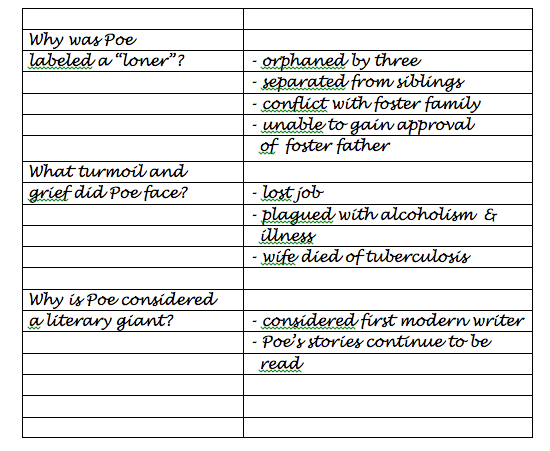 Why was Poe
labeled a "loner"? - orphaned by three
- separated from siblings
- conflict with foster family
- unable to gain approval
of foster father
What turmoil and
grief did Poe face? - lost job
- plagued with alcoholism &
illness
- wife died of tuberculosis
Why is Poe considered
a literary giant? - considered first modern writer
- Poe's stories continue to be
read